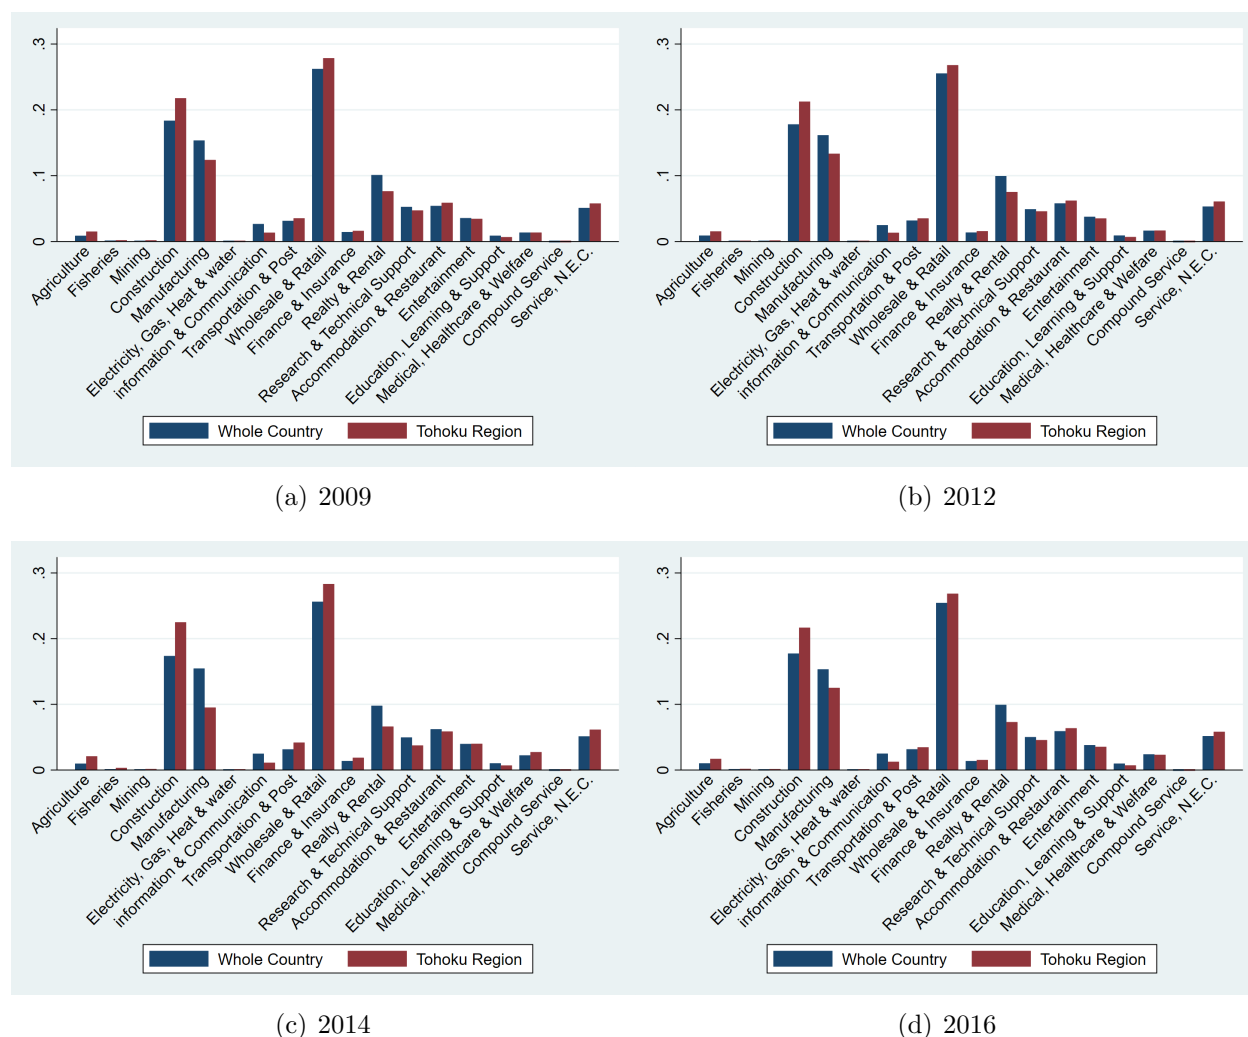 .3
.2
.1
0
Agriculture
Fisheries
Mining
Construction
Manufacturing
Electricity, Gas, Heat & water
information & Communication
Transportation & Post
Wholesale & Ratail
Finance & Insurance
Realty & Rental
Research & Technical Support
Accommodation & Restaurant
Entertainment
Education, Learning & Support
Medical, Healthcare & Welfare
Compound Service
Service, N.E.C.
Whole Country
Tohoku Region
(a) 2009
.3
.2
.1
0
Agriculture
Fisheries
Mining
Construction
Manufacturing
Electricity, Gas, Heat & water
information & Communication
Transportation & Post
Wholesale & Ratail
Finance & Insurance
Realty & Rental
Research & Technical Support
Accommodation & Restaurant
Entertainment
Education, Learning & Support
Medical, Healthcare & Welfare
Compound Service
Service, N.E.C.
Whole Country
Tohoku Region
(b) 2012
.3
.2
.1
0
Agriculture
Fisheries
Mining
Construction
Manufacturing
Electricity, Gas, Heat & water
information & Communication
Transportation & Post
Wholesale & Ratail
Finance & Insurance
Realty & Rental
Research & Technical Support
Accommodation & Restaurant
Entertainment
Education, Learning & Support
Medical, Healthcare & Welfare
Compound Service
Service, N.E.C.
Whole Country
Tohoku Region
(c) 2014
.3
.2
.1
0
Agriculture
Fisheries
Mining
Construction
Manufacturing
Electricity, Gas, Heat & water
information & Communication
Transportation & Post
Wholesale & Ratail
Finance & Insurance
Realty & Rental
Research & Technical Support
Accommodation & Restaurant
Entertainment
Education, Learning & Support
Medical, Healthcare & Welfare
Compound Service
Service, N.E.C.
Whole Country
Tohoku Region
(d) 2016